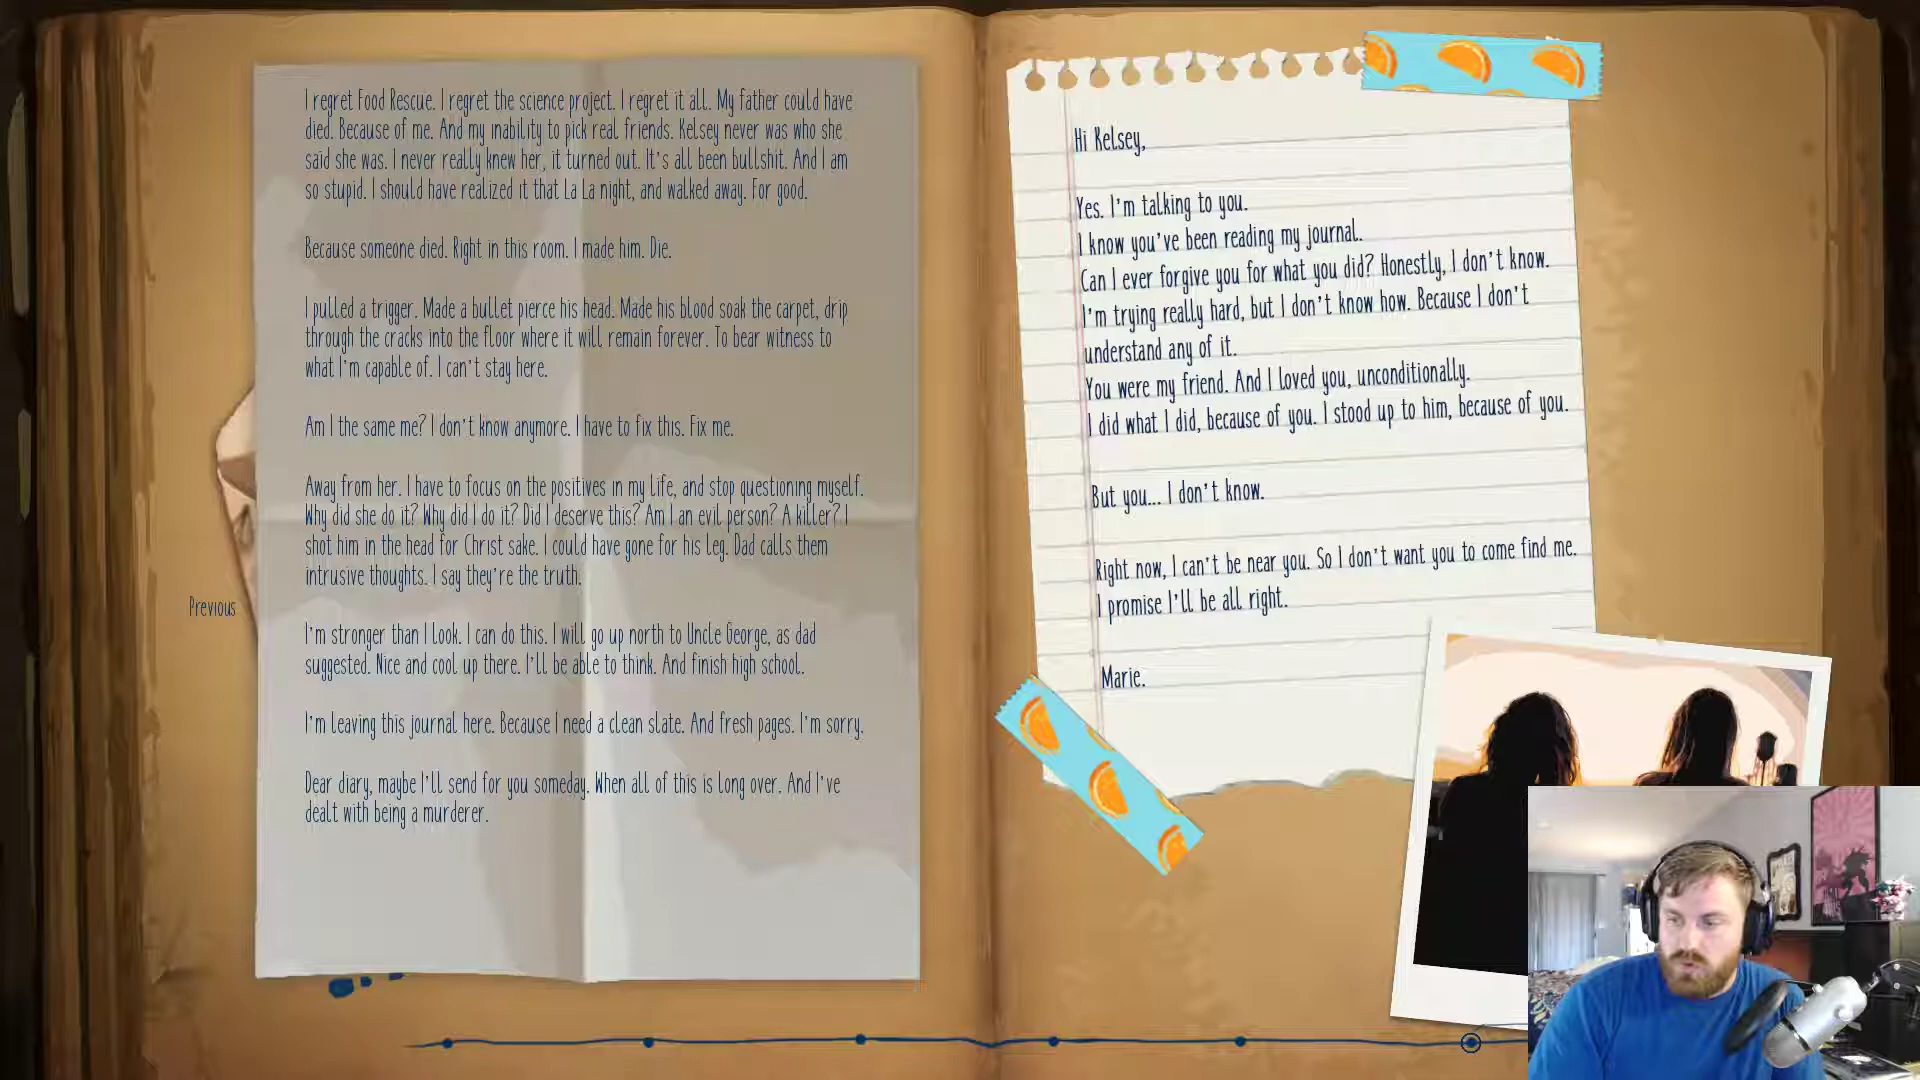 I regret Food Rescue. I regret the science project. I regret it all. My father could have
died. Because of me. And my inability to pick real friends. Kelsey never was who she
said she was. I never really knew her, it turned out. It's all been bullshit. And I am
so stupid. I should have realized it that La La night, and walked away. For good.
Because someone died. Right in this room. I made him. Die.
I pulled a trigger. Made a bullet pierce his head. Made his blood soak the carpet, drip
through the cracks into the floor where it will remain forever. To bear witness to
what I'm capable of. I can't stay here.
Am I the same me? I don't know anymore. I have to fix this. Fix me.
Away from her. I have to focus on the positives in my life, and stop questioning myself.
Why did she do it? Why did I do it? Did I deserve this? Am I an evil person? A killer? I
shot him in the head for Christ sake. I could have gone for his leg. Dad calls them
intrusive thoughts. I say they're the truth.
I'm stronger than I look. I can do this. I will go up north to Uncle George, as dad
suggested. Nice and cool up there. I'll be able to think. And finish high school.
I'm leaving this journal here. Because I need a clean slate. And fresh pages. I'm sorry.
Dear diary, maybe I'll send for you someday. When all of this is long over. And I've
dealt with being a murderer.
Previous
Hi Kelsey,
Yes. I'm talking to you.
I know you've been reading my journal.
Can I ever forgive you for what you did? Honestly, I don't know.
I'm trying really hard, but I don't know how. Because I don't
understand any of it.
You were my friend. And I loved you, unconditionally.
I did what I did, because of you. I stood up to him, because of you.
But you... I don't know.
Right now, I can't be near you. So I don't want you to come find me.
I promise I'll be all right.
Marie.